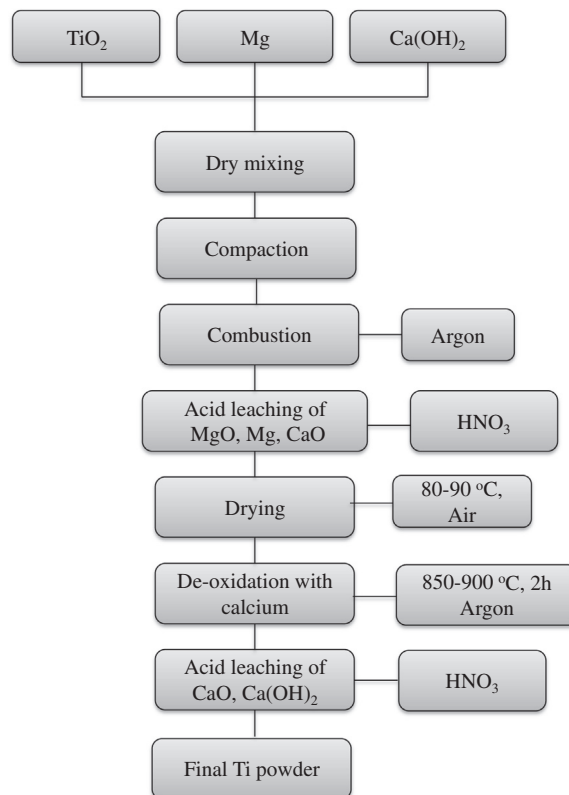 TiO₂
Mg
Ca(OH)₂
Dry mixing
Compaction
Combustion
Argon
Acid leaching of
MgO, Mg, CaO
HNO₃
Drying
80-90 ᵒC,
Air
De-oxidation with
calcium
850-900 ᵒC, 2h
Argon
Acid leaching of
CaO, Ca(OH)₂
HNO₃
Final Ti powder